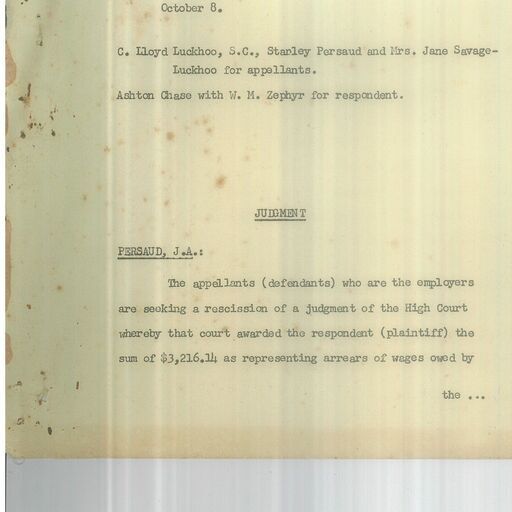 October 8.
C. Lloyd Luckhoo, S.C., Stanley Persaud and Mrs. Jane Savage-
Luckhoo for appellants.
Ashton Chase with W. M. Zephyr for respondent.
JUDGMENT
PERSAUD, J.A.:
The appellants (defendants) who are the employers
are seeking a rescission of a judgment of the High Court
whereby that court awarded the respondent (plaintiff) the
sum of $3,216.14 as representing arrears of wages owed by
the ...